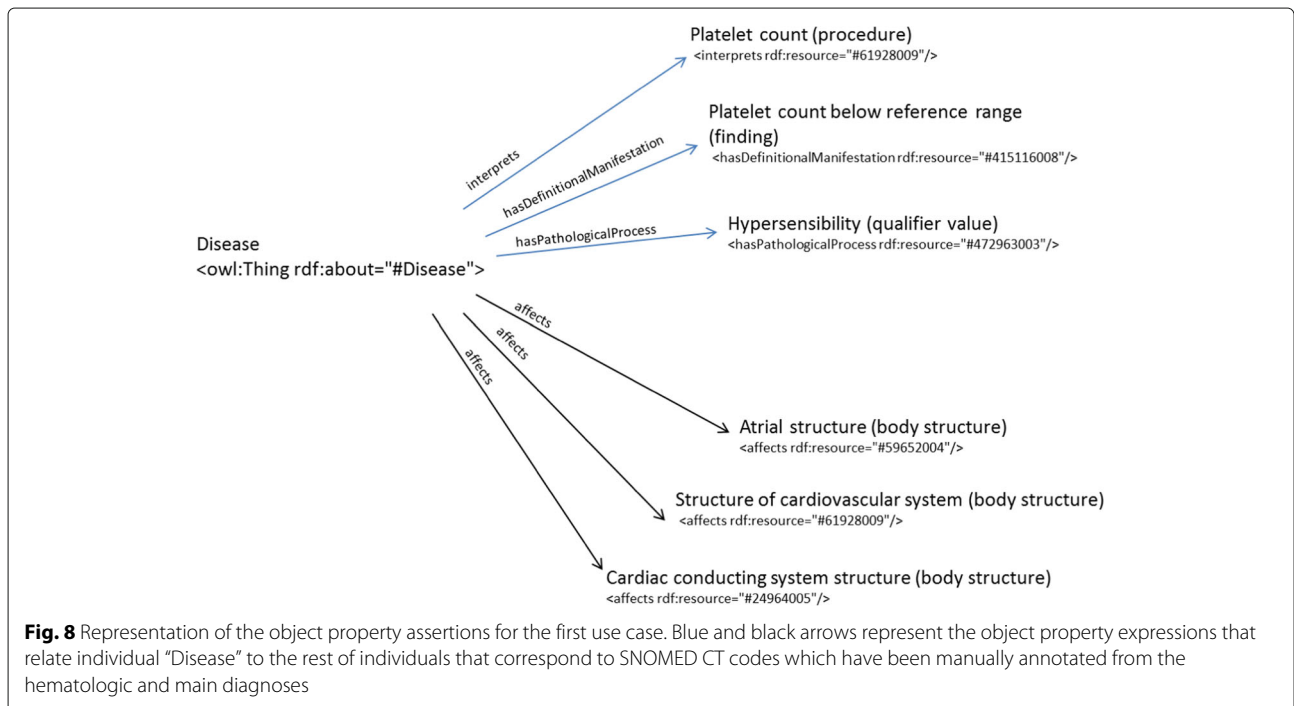 Platelet count (procedure)
<interprets rdf:resource="#61928009"/>
Platelet count below reference range
(finding)
<hasDefinitionalManifestation rdf:resource="#415116008"/>
interprets
hasDefinitionalManifestation
Hypersensibility (qualifier value)
<hasPathologicalProcess rdf:resource="#472963003"/>
hasPathologicalProcess
Disease
<owl:Thing rdf:about="#Disease">
affects
affects
affects
Atrial structure (body structure)
<affects rdf:resource="#59652004"/>
Structure of cardiovascular system (body structure)
<affects rdf:resource="#61928009"/>
Cardiac conducting system structure (body structure)
<affects rdf:resource="#24964005"/>
Fig. 8 Representation of the object property assertions for the first use case. Blue and black arrows represent the object property expressions that
relate individual “Disease” to the rest of individuals that correspond to SNOMED CT codes which have been manually annotated from the
hematologic and main diagnoses